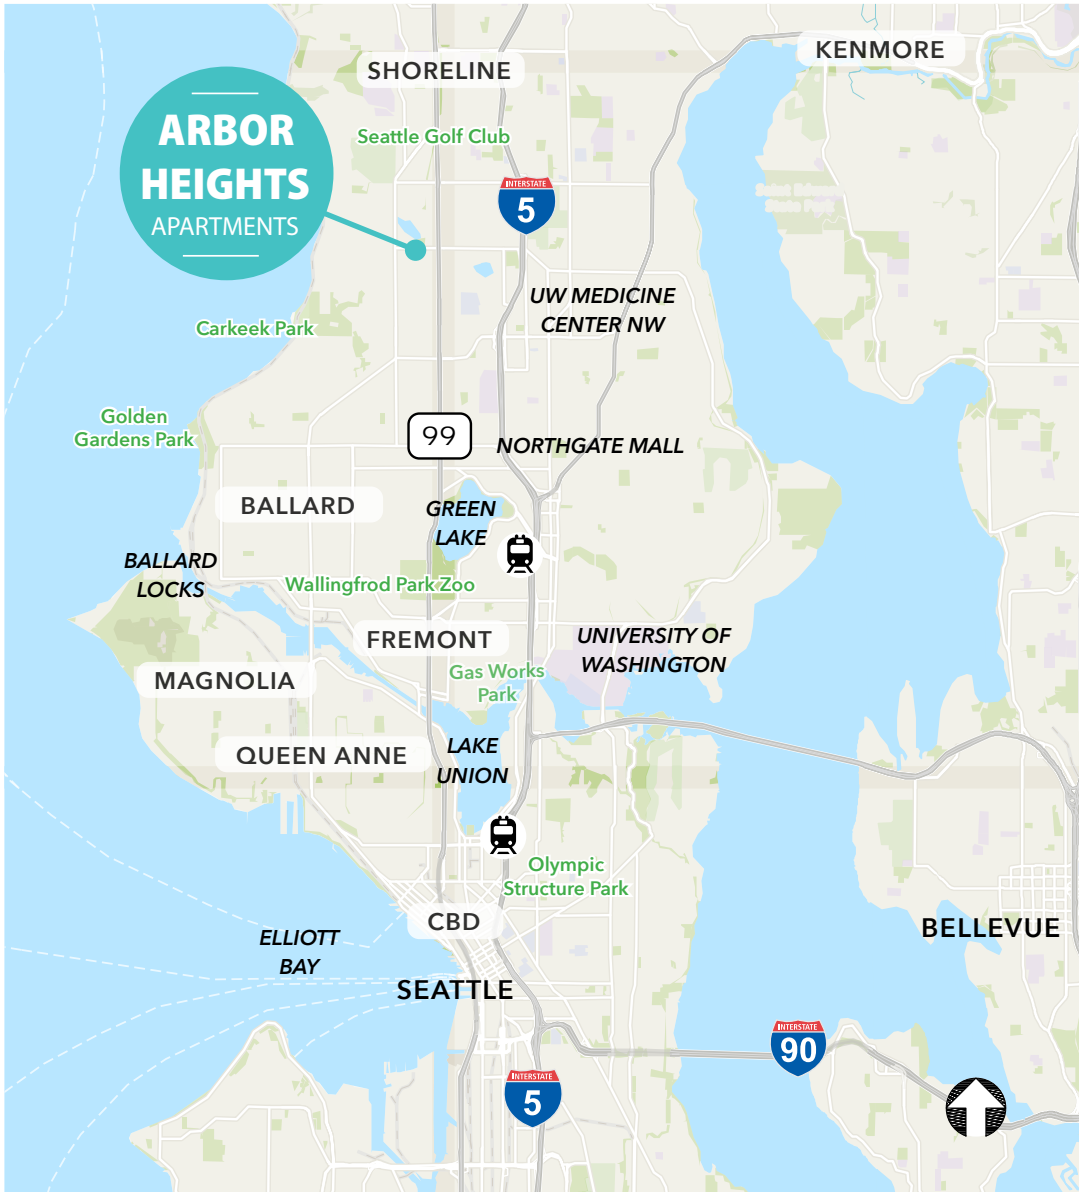 KENMORE
SHORELINE
ARBOR
HEIGHTS
APARTMENTS
Seattle Golf Club
INTERSTATE
5
UW MEDICINE
CENTER NW
Carkeek Park
Golden
Gardens Park
99
NORTHGATE MALL
BALLARD
GREEN
LAKE
BALLARD
LOCKS
Wallingfrod Park Zoo
FREMONT
UNIVERSITY OF
WASHINGTON
Gas Works
Park
MAGNOLIA
QUEEN ANNE
LAKE
UNION
Olympic
Structure Park
CBD
BELLEVUE
ELLIOTT
BAY
SEATTLE
INTERSTATE
90
INTERSTATE
5